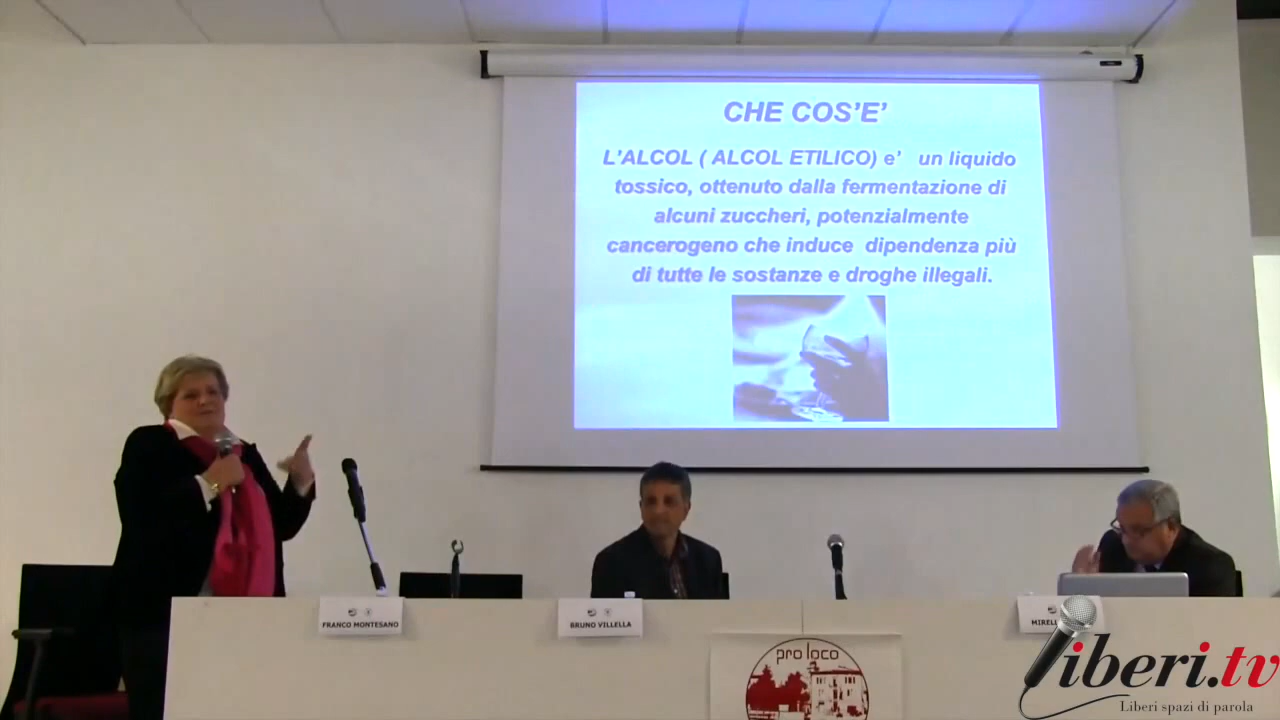 CHE COS'E'
L'ALCOL ( ALCOL ETILICO) e' un liquido
tossico, ottenuto dalla fermentazione di
alcuni zuccheri, potenzialmente
cancerogeno che induce dipendenza più
di tutte le sostanze e droghe illegali.
FRANCO MONTESANO
BRUNO VILLELLA
pro loco
liberi.tv
Liberi spazi di parola